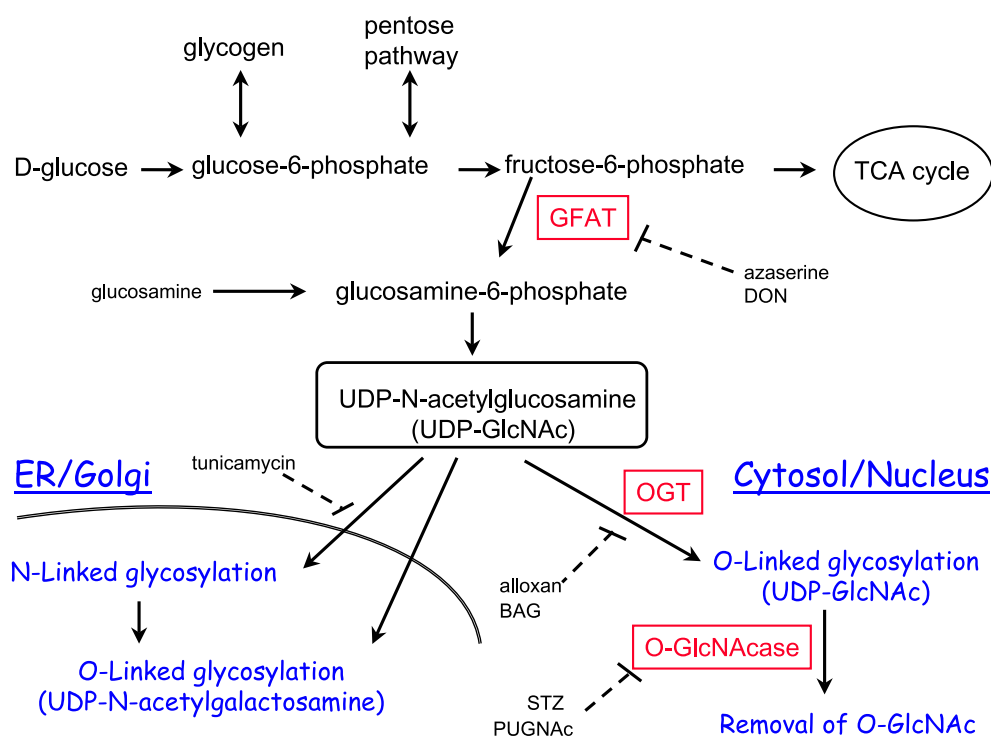 glycogen
pentose
pathway
D-glucose
glucose-6-phosphate
fructose-6-phosphate
TCA cycle
GFAT
azaserine
DON
glucosamine
glucosamine-6-phosphate
UDP-N-acetylglucosamine
(UDP-GlcNAc)
ER/Golgi
tunicamycin
OGT
Cytosol/Nucleus
N-Linked glycosylation
alloxan
BAG
O-Linked glycosylation
(UDP-GlcNAc)
O-GlcNAcase
O-Linked glycosylation
(UDP-N-acetylgalactosamine)
STZ
PUGNAc
Removal of O-GlcNAc